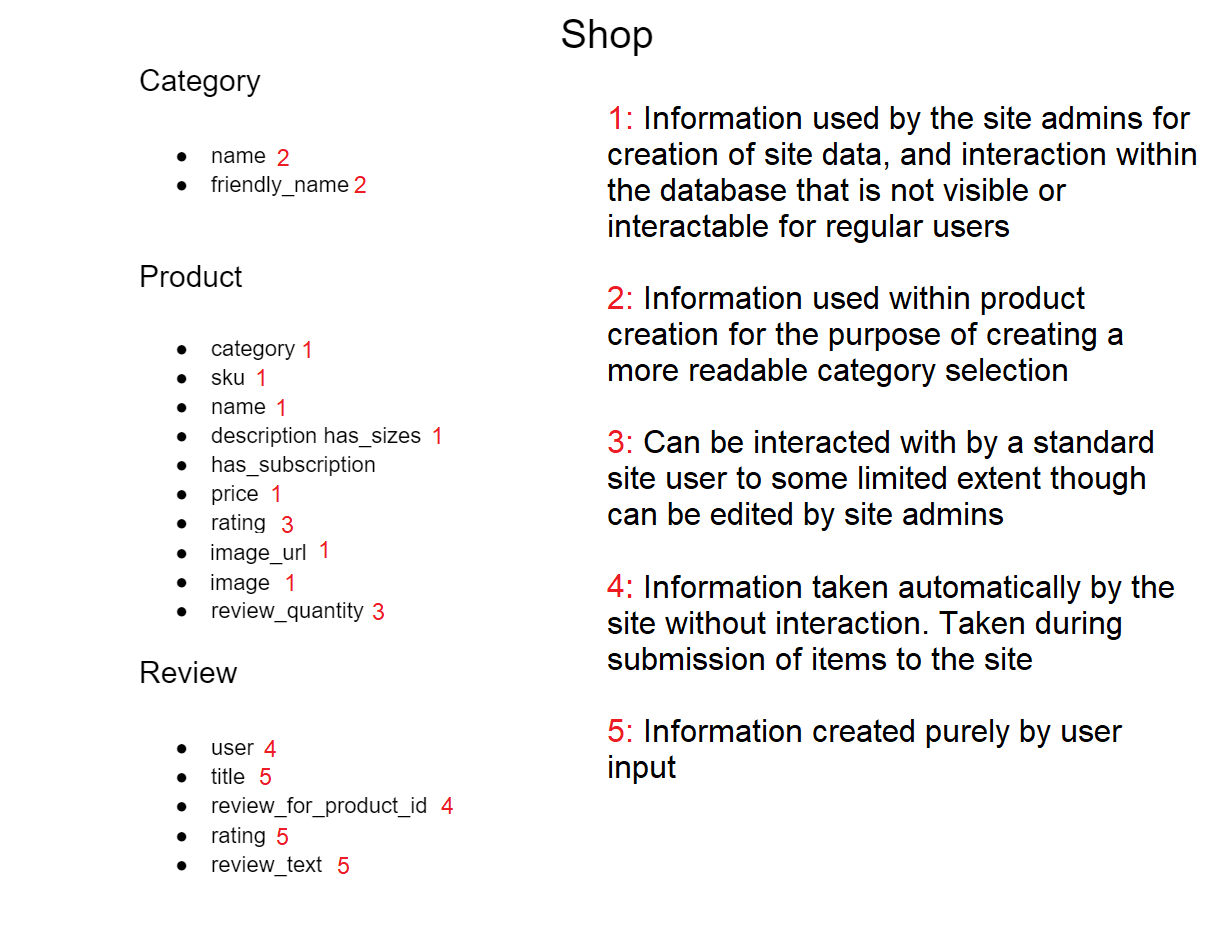 Shop
Category
● name 2
● friendly_name 2
Product
● category 1
● sku 1
● name 1
● description has_sizes 1
● has_subscription
● price 1
● rating 3
● image_url 1
● image 1
● review_quantity 3
Review
● user 4
● title 5
● review_for_product_id 4
● rating 5
● review_text 5
1: Information used by the site admins for
creation of site data, and interaction within
the database that is not visible or
interactable for regular users
2: Information used within product
creation for the purpose of creating a
more readable category selection
3: Can be interacted with by a standard
site user to some limited extent though
can be edited by site admins
4: Information taken automatically by the
site without interaction. Taken during
submission of items to the site
5: Information created purely by user
input